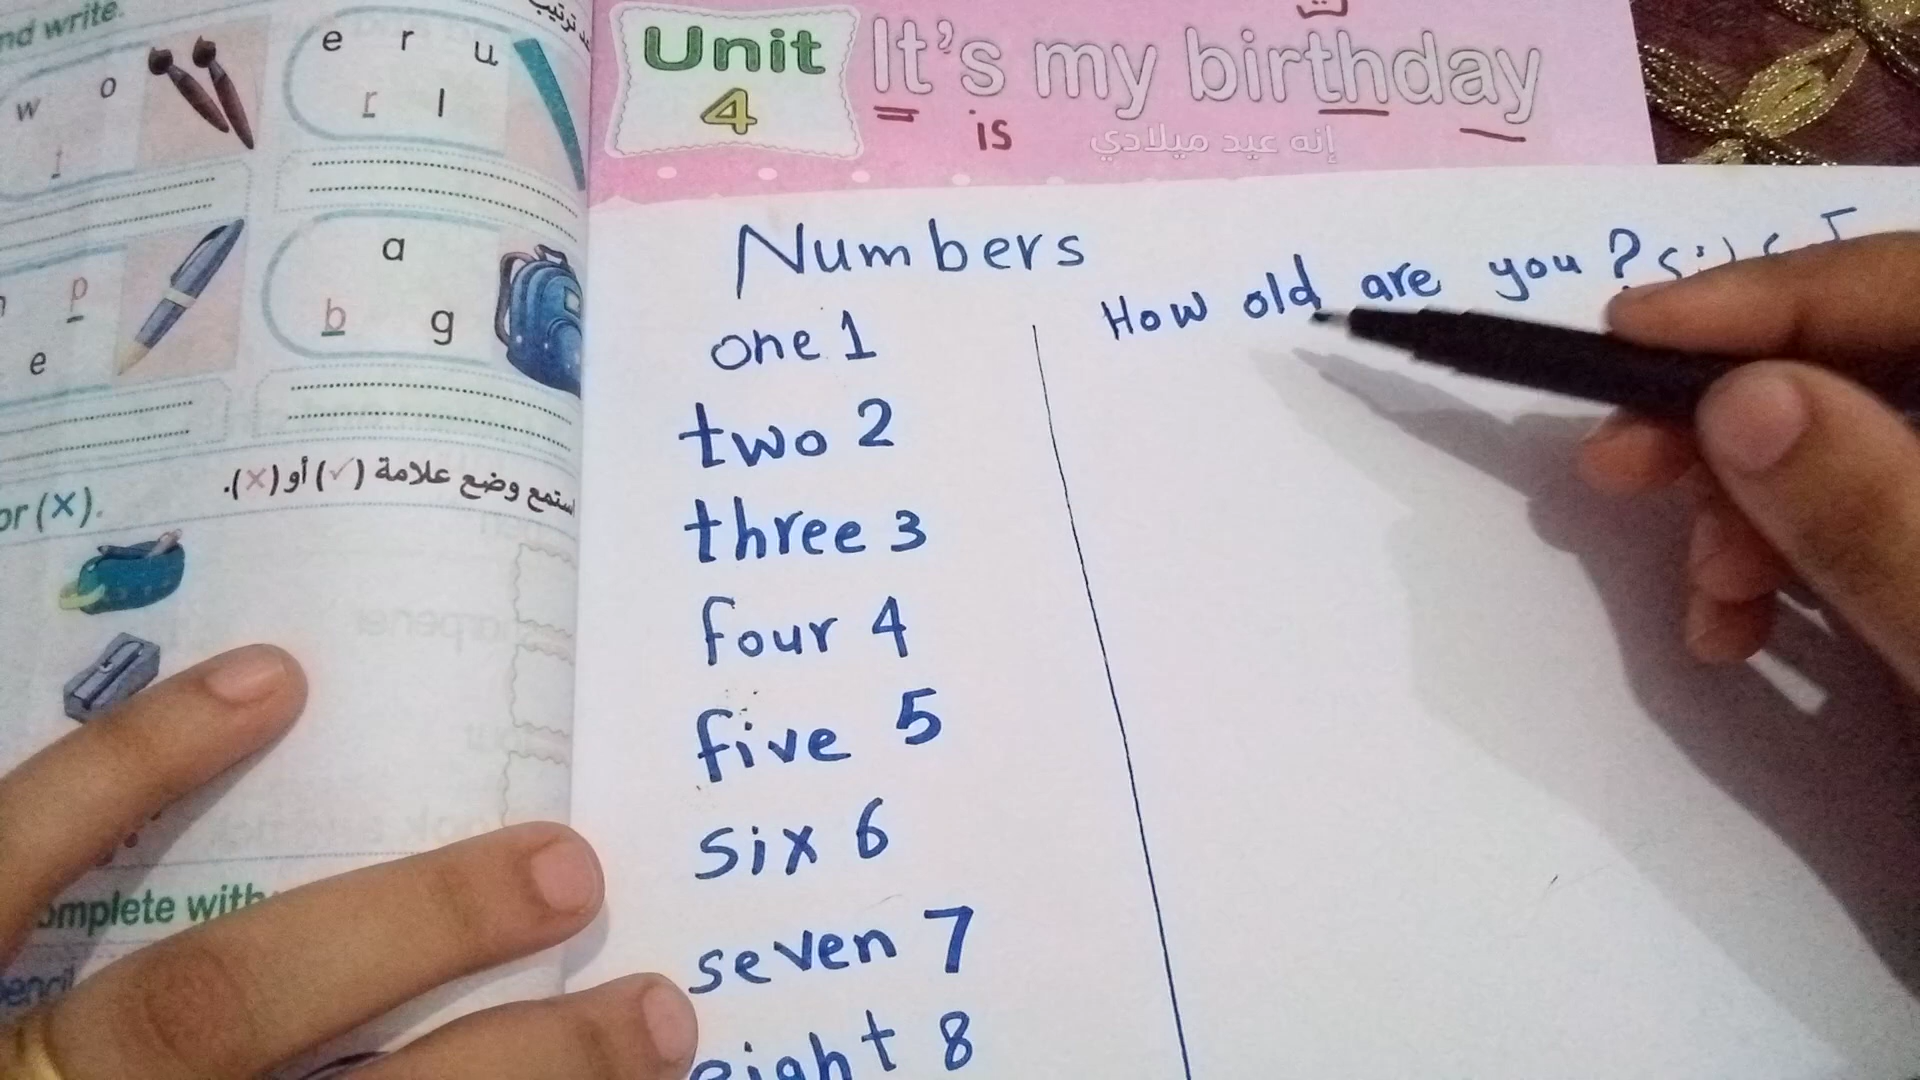 nd write.
w o
e r u
r l
p
e
a
b g
استمع وضع علامة (✓) أو (×).
or (×).
omplete with
Unit 4
It's my birthday
is
إنه عيد ميلادي
Numbers
one 1
two 2
three 3
four 4
five 5
six 6
seven 7
eight 8
How old are you ?